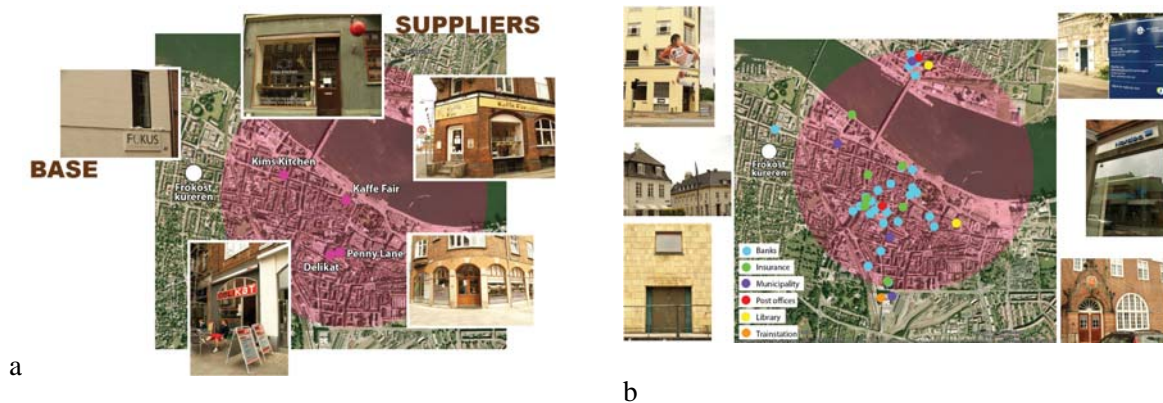 SUPPLIERS
BASE
FOKUS
Kaffe Fair
Kims Kitchen
Frokost
kureren
Kaffe Fair
Penny Lane
Delikat
DELIKAT
a
Frokost
kureren
Banks
Insurance
Municipality
Post offices
Library
Trainstation
b